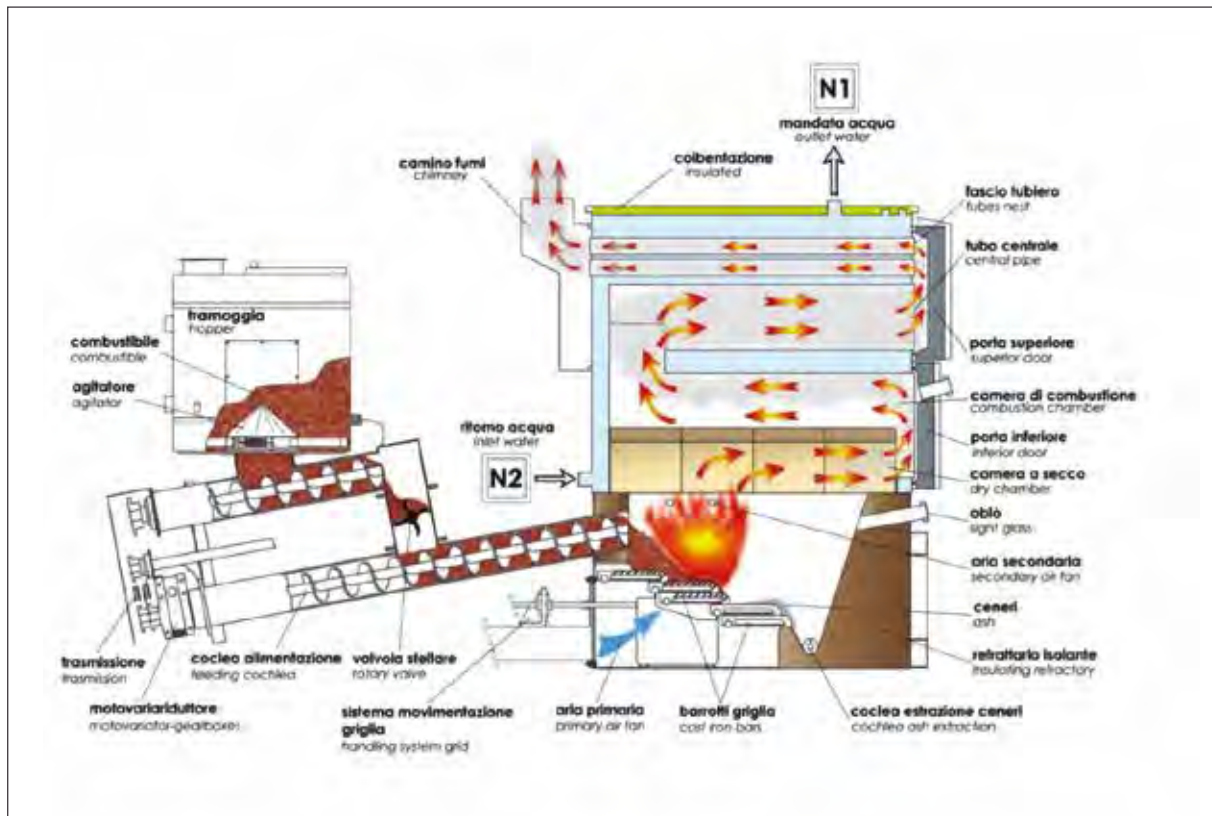 N1
mandata acqua
outlet water
camino fumi
chimney
coibentazione
insulated
fascio tubiero
tubes nest
tubo centrale
central pipe
tramoggia
hopper
combustibile
combustible
agitatore
agitator
porta superiore
superior door
camera di combustione
combustion chamber
ritorno acqua
inlet water
N2
porta inferiore
inferior door
camera a secco
dry chamber
oblò
sight glass
aria secondaria
secondary air fan
ceneri
ash
refrattario isolante
insulating refractory
trasmissione
trasmission
coclea alimentazione
feeding cochlea
valvola stellare
rotary valve
motovariariduttore
motovariator-gearboxes
sistema movimentazione
griglia
handling system grid
aria primaria
primary air fan
barrotti griglia
cast iron bars
coclea estrazione ceneri
cochlea ash extraction